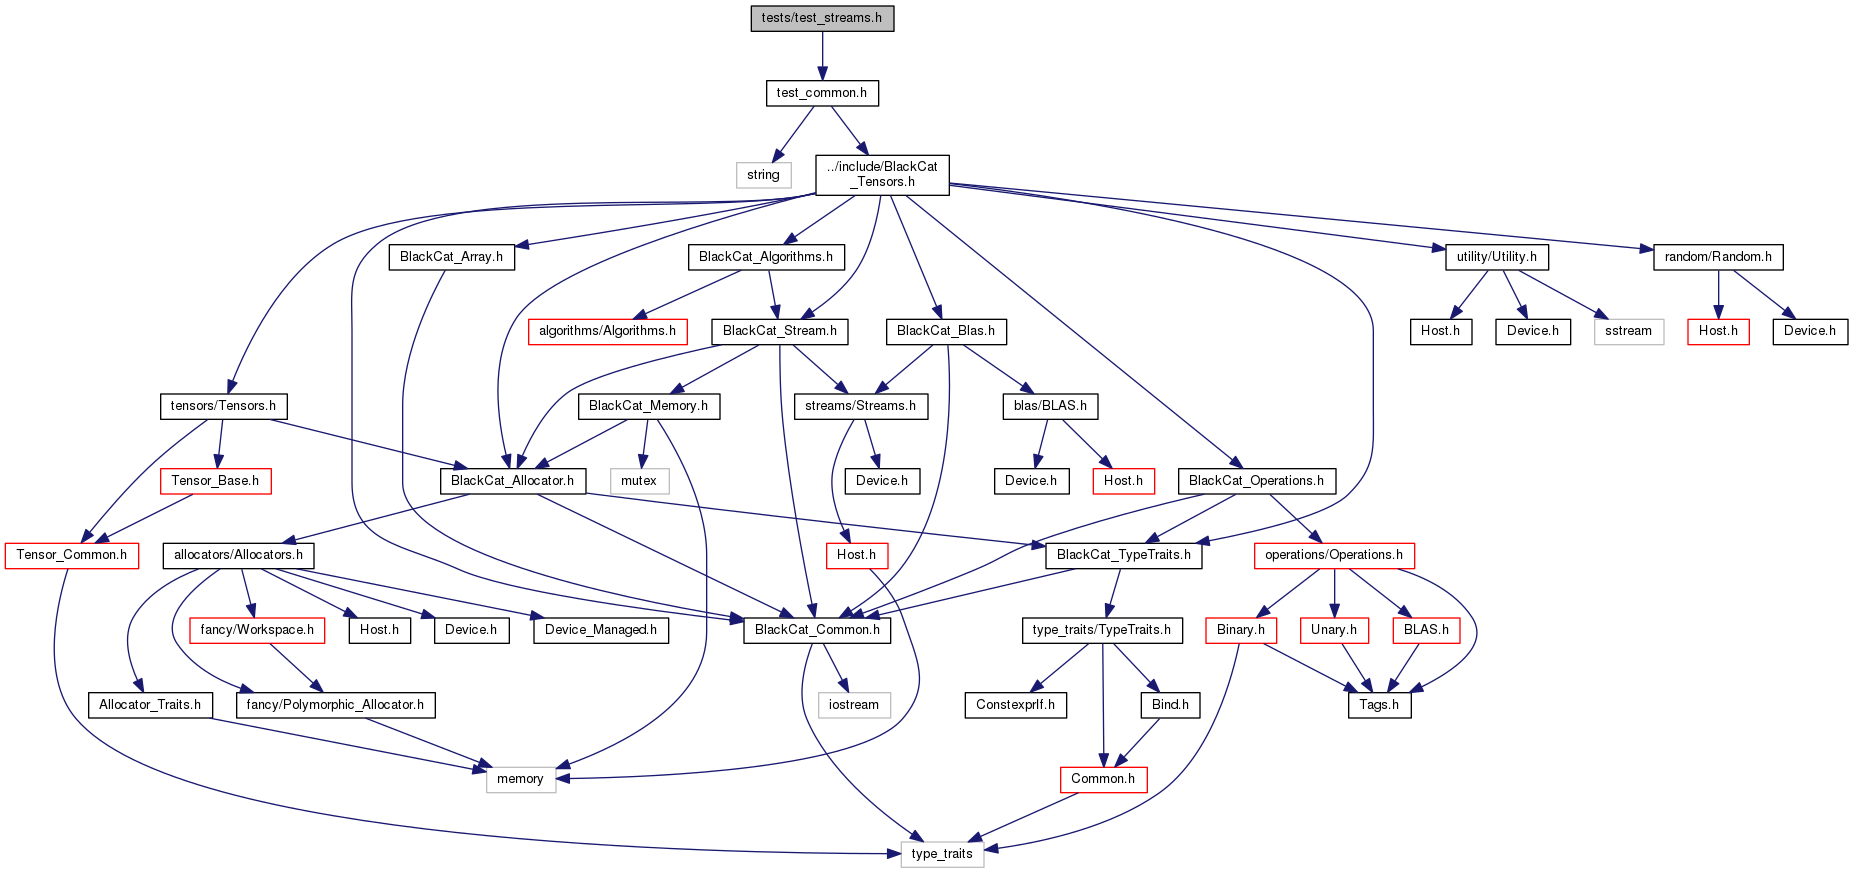 tests/test_streams.h
test_common.h
string
../include/BlackCat
_Tensors.h
BlackCat_Array.h
BlackCat_Algorithms.h
utility/Utility.h
random/Random.h
algorithms/Algorithms.h
BlackCat_Stream.h
BlackCat_Blas.h
Host.h
Device.h
sstream
Host.h
Device.h
tensors/Tensors.h
BlackCat_Memory.h
streams/Streams.h
blas/BLAS.h
Tensor_Base.h
BlackCat_Allocator.h
mutex
Device.h
Device.h
Host.h
BlackCat_Operations.h
Tensor_Common.h
allocators/Allocators.h
Host.h
BlackCat_TypeTraits.h
operations/Operations.h
fancy/Workspace.h
Host.h
Device.h
Device_Managed.h
BlackCat_Common.h
type_traits/TypeTraits.h
Binary.h
Unary.h
BLAS.h
Allocator_Traits.h
fancy/Polymorphic_Allocator.h
iostream
ConstexprIf.h
Bind.h
Tags.h
memory
Common.h
type_traits